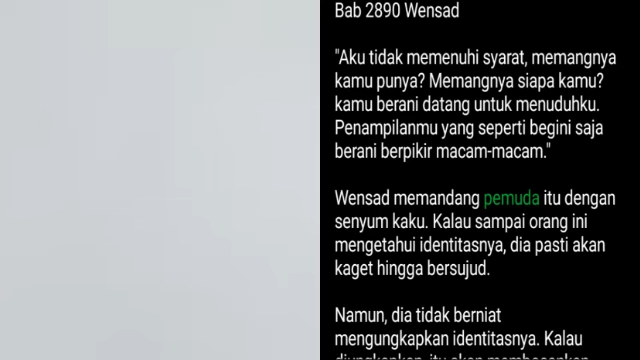 Bab 2890 Wensad
"Aku tidak memenuhi syarat, memangnya
kamu punya? Memangnya siapa kamu?
kamu berani datang untuk menuduhku.
Penampilanmu yang seperti begini saja
berani berpikir macam-macam."
Wensad memandang pemuda itu dengan
senyum kaku. Kalau sampai orang ini
mengetahui identitasnya, dia pasti akan
kaget hingga bersujud.
Namun, dia tidak berniat
mengungkapkan identitasnya. Kalau